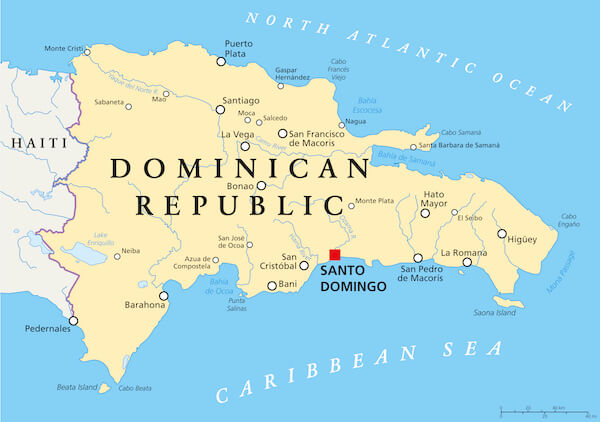 NORTH ATLANTIC OCEAN
Monte Cristi
Puerto
Plata
Cabo
Francés
Viejo
Gaspar
Hernández
Mao
Sabaneta
Santiago
Bahía
Escocesa
Moca
Salcedo
Nagua
Cabo Samaná
La Vega
San Francisco
de Macorís
Santa Barbara de Samaná
HAITI
Bahía de Samaná
DOMINICAN
REPUBLIC
Bonao
Monte Plata
Hato
Mayor
El Seibo
Cabo
Engaño
Lake
Enriquillo
Neiba
San José
de Ocoa
Azua de
Compostela
San
Cristóbal
SANTO
DOMINGO
San Pedro
de Macorís
La Romana
Higüey
Mona Passage
Bahía
de Ocoa
Baní
Barahona
Punta
Salinas
Saona Island
Pedernales
CARIBBEAN SEA
Beata Island
Cabo Beata